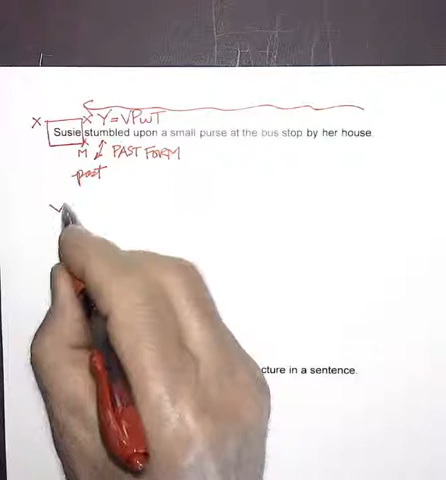 X X Y = VPWT
Susie stumbled upon a small purse at the bus stop by her house.
X
M PAST FORM
past
V
cture in a sentence.